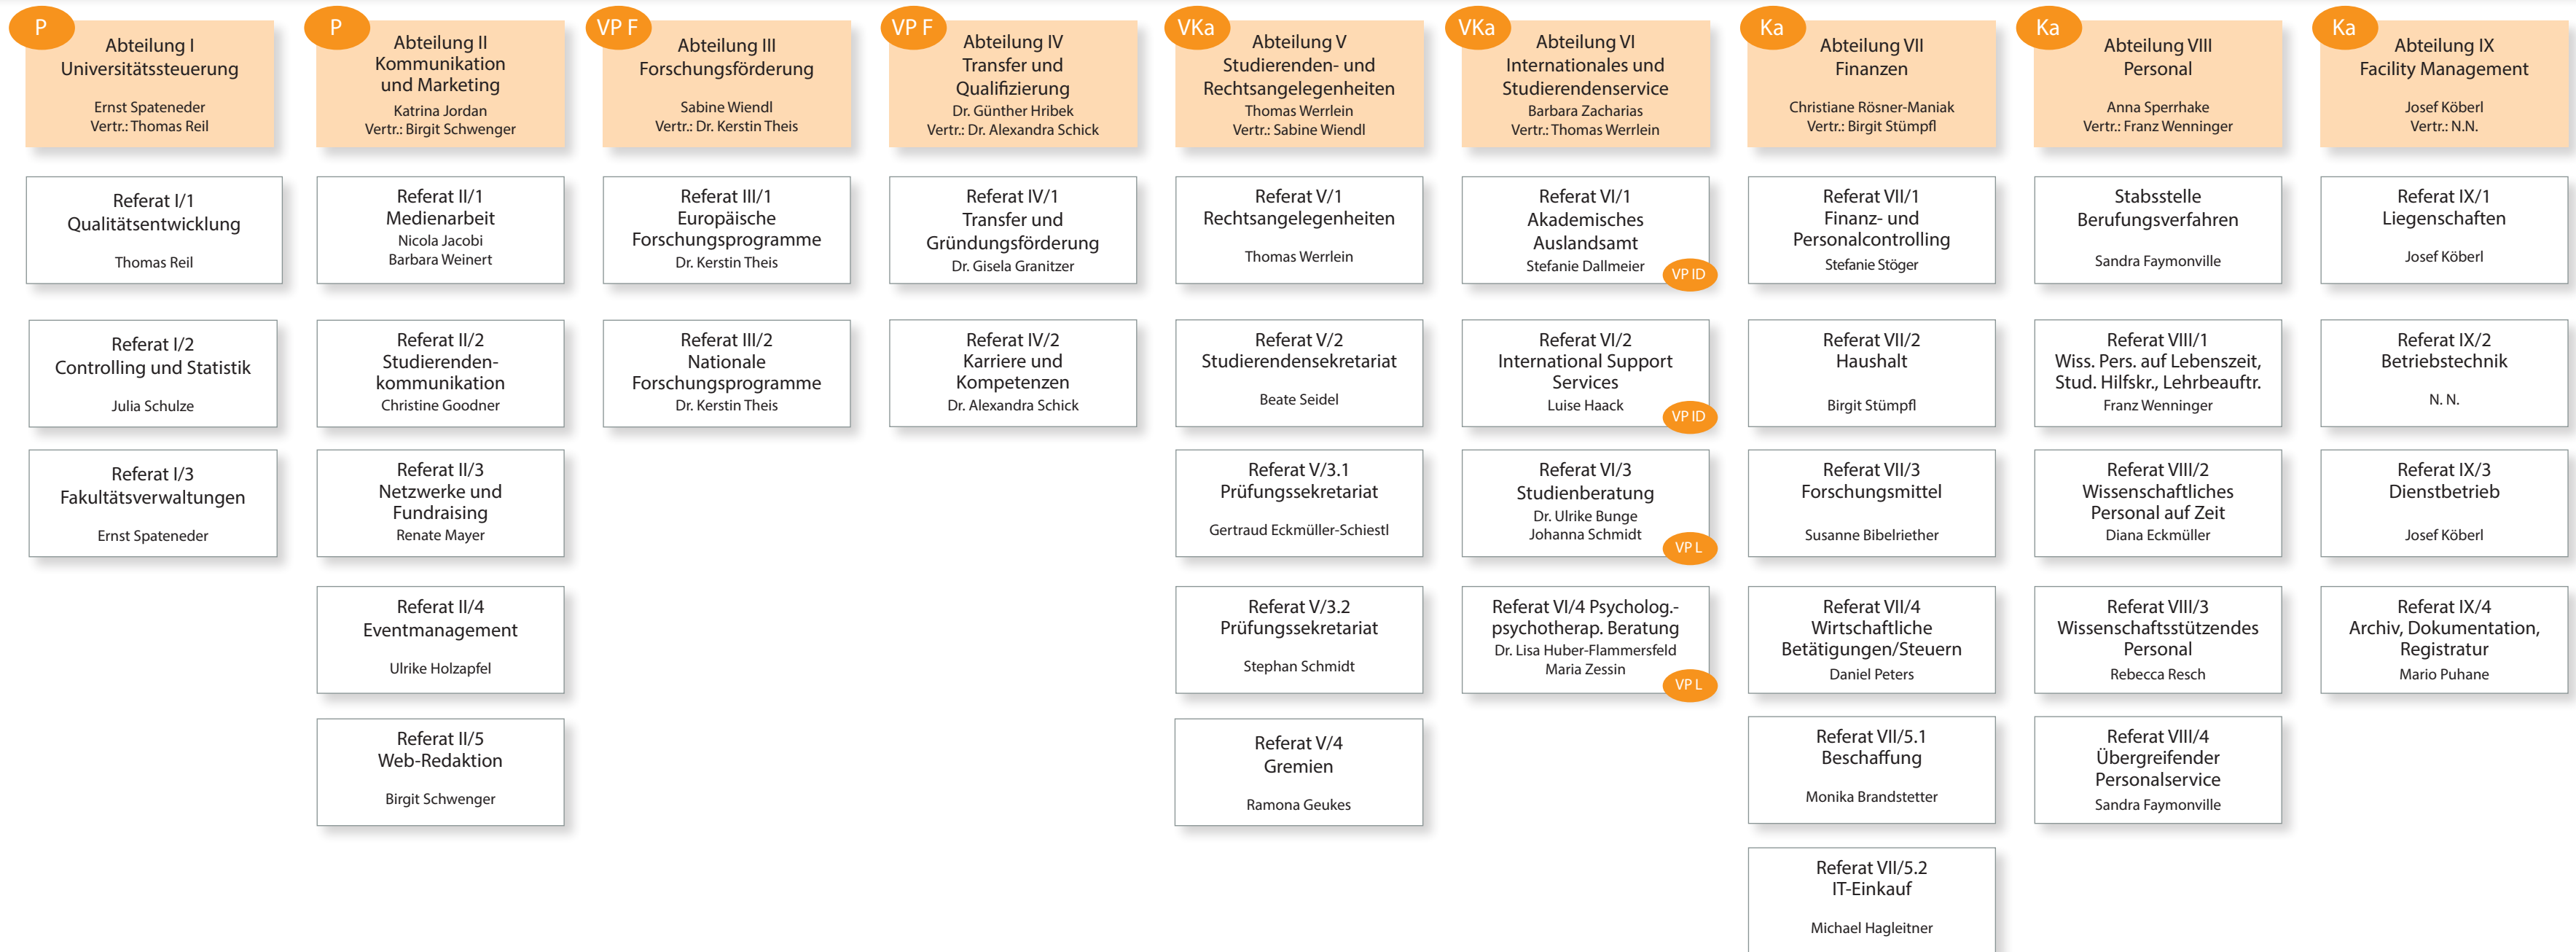 P
Abteilung I
Universitätssteuerung
Ernst Spateneder
Vertr.: Thomas Reil
Referat I/1
Qualitätsentwicklung
Thomas Reil
Referat I/2
Controlling und Statistik
Julia Schulze
Referat I/3
Fakultätsverwaltungen
Ernst Spateneder
P
Abteilung II
Kommunikation
und Marketing
Katrina Jordan
Vertr.: Birgit Schwenger
Referat II/1
Medienarbeit
Nicola Jacobi
Barbara Weinert
Referat II/2
Studierenden-
kommunikation
Christine Goodner
Referat II/3
Netzwerke und
Fundraising
Renate Mayer
Referat II/4
Eventmanagement
Ulrike Holzapfel
Referat II/5
Web-Redaktion
Birgit Schwenger
VP F
Abteilung III
Forschungsförderung
Sabine Wiendl
Vertr.: Dr. Kerstin Theis
Referat III/1
Europäische
Forschungsprogramme
Dr. Kerstin Theis
Referat III/2
Nationale
Forschungsprogramme
Dr. Kerstin Theis
VP F
Abteilung IV
Transfer und
Qualifizierung
Dr. Günther Hribek
Vertr.: Dr. Alexandra Schick
Referat IV/1
Transfer und
Gründungsförderung
Dr. Gisela Granitzer
Referat IV/2
Karriere und
Kompetenzen
Dr. Alexandra Schick
VKa
Abteilung V
Studierenden- und
Rechtsangelegenheiten
Thomas Werrlein
Vertr.: Sabine Wiendl
Referat V/1
Rechtsangelegenheiten
Thomas Werrlein
Referat V/2
Studierendensekretariat
Beate Seidel
Referat V/3.1
Prüfungssekretariat
Gertraud Eckmüller-Schiestl
Referat V/3.2
Prüfungssekretariat
Stephan Schmidt
Referat V/4
Gremien
Ramona Geukes
VKa
Abteilung VI
Internationales und
Studierendenservice
Barbara Zacharias
Vertr.: Thomas Werrlein
Referat VI/1
Akademisches
Auslandsamt
Stefanie Dallmeier
VP ID
Referat VI/2
International Support
Services
Luise Haack
VP ID
Referat VI/3
Studienberatung
Dr. Ulrike Bunge
Johanna Schmidt
VP L
Referat VI/4 Psycholog.-
psychotherap. Beratung
Dr. Lisa Huber-Flammersfeld
Maria Zessin
VP L
Ka
Abteilung VII
Finanzen
Christiane Rösner-Maniak
Vertr.: Birgit Stümpfl
Referat VII/1
Finanz- und
Personalcontrolling
Stefanie Stöger
Referat VII/2
Haushalt
Birgit Stümpfl
Referat VII/3
Forschungsmittel
Susanne Bibelriether
Referat VII/4
Wirtschaftliche
Betätigungen/Steuern
Daniel Peters
Referat VII/5.1
Beschaffung
Monika Brandstetter
Referat VII/5.2
IT-Einkauf
Michael Hagleitner
Ka
Abteilung VIII
Personal
Anna Sperrhake
Vertr.: Franz Wenninger
Stabsstelle
Berufungsverfahren
Sandra Faymonville
Referat VIII/1
Wiss. Pers. auf Lebenszeit,
Stud. Hilfskr., Lehrbeauftr.
Franz Wenninger
Referat VIII/2
Wissenschaftliches
Personal auf Zeit
Diana Eckmüller
Referat VIII/3
Wissenschaftsstützendes
Personal
Rebecca Resch
Referat VIII/4
Übergreifender
Personalservice
Sandra Faymonville
Ka
Abteilung IX
Facility Management
Josef Köberl
Vertr.: N.N.
Referat IX/1
Liegenschaften
Josef Köberl
Referat IX/2
Betriebstechnik
N. N.
Referat IX/3
Dienstbetrieb
Josef Köberl
Referat IX/4
Archiv, Dokumentation,
Registratur
Mario Puhane